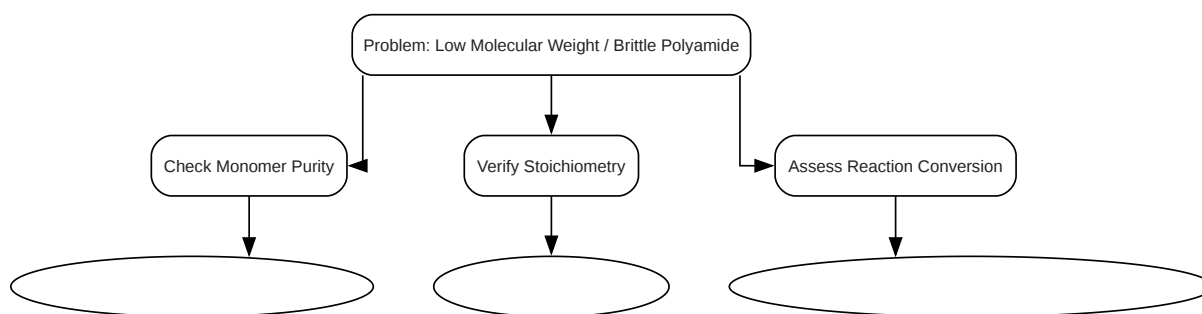 Problem: Low Molecular Weight / Brittle Polyamide
Check Monomer Purity
Verify Stoichiometry
Assess Reaction Conversion